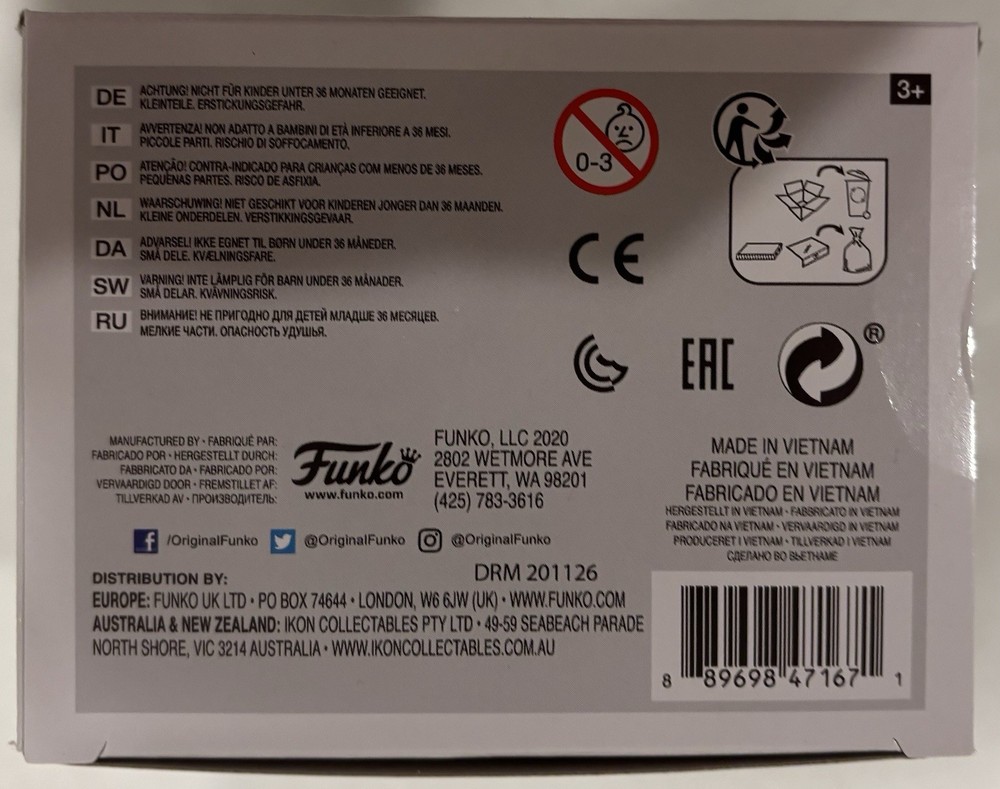 3+
DE ACHTUNG! NICHT FÜR KINDER UNTER 36 MONATEN GEEIGNET.
KLEINTEILE. ERSTICKUNGSGEFAHR.
IT AVVERTENZA! NON ADATTO A BAMBINI DI ETÀ INFERIORE A 36 MESI.
PICCOLE PARTI. RISCHIO DI SOFFOCAMENTO.
PO ATENÇÃO! CONTRA-INDICADO PARA CRIANÇAS COM MENOS DE 36 MESES.
PEQUENAS PARTES. RISCO DE ASFIXIA.
NL WAARSCHUWING! NIET GESCHIKT VOOR KINDEREN JONGER DAN 36 MAANDEN.
KLEINE ONDERDELEN. VERSTIKKINGSGEVAAR.
DA ADVARSEL! IKKE EGNET TIL BØRN UNDER 36 MÅNEDER.
SMÅ DELE. KVÆLNINGSFARE.
SW VARNING! INTE LÄMPLIG FÖR BARN UNDER 36 MÅNADER.
SMÅ DELAR. KVÄVNINGSRISK.
RU ВНИМАНИЕ! НЕ ПРИГОДНО ДЛЯ ДЕТЕЙ МЛАДШЕ 36 МЕСЯЦЕВ.
МЕЛКИЕ ЧАСТИ. ОПАСНОСТЬ УДУШЬЯ.
0-3
CE
EAC
®
MANUFACTURED BY • FABRIQUÉ PAR:
FABRICADO POR • HERGESTELLT DURCH:
FABBRICATO DA • FABRICADO POR:
VERVAARDIGD DOOR • FREMSTILLET AF:
TILLVERKAD AV • ПРОИЗВОДИТЕЛЬ:
Funko
www.funko.com
FUNKO, LLC 2020
2802 WETMORE AVE
EVERETT, WA 98201
(425) 783-3616
MADE IN VIETNAM
FABRIQUÉ EN VIETNAM
FABRICADO EN VIETNAM
HERGESTELLT IN VIETNAM • FABBRICATO IN VIETNAM
FABRICADO NA VIETNAM • VERVAARDIGD IN VIETNAM
PRODUCERET I VIETNAM • TILLVERKAD I VIETNAM
СДЕЛАНО ВО ВЬЕТНАМЕ
/OriginalFunko @OriginalFunko @OriginalFunko
DRM 201126
DISTRIBUTION BY:
EUROPE: FUNKO UK LTD • PO BOX 74644 • LONDON, W6 6JW (UK) • WWW.FUNKO.COM
AUSTRALIA & NEW ZEALAND: IKON COLLECTABLES PTY LTD • 49-59 SEABEACH PARADE
NORTH SHORE, VIC 3214 AUSTRALIA • WWW.IKONCOLLECTABLES.COM.AU
8 89698 47167 1